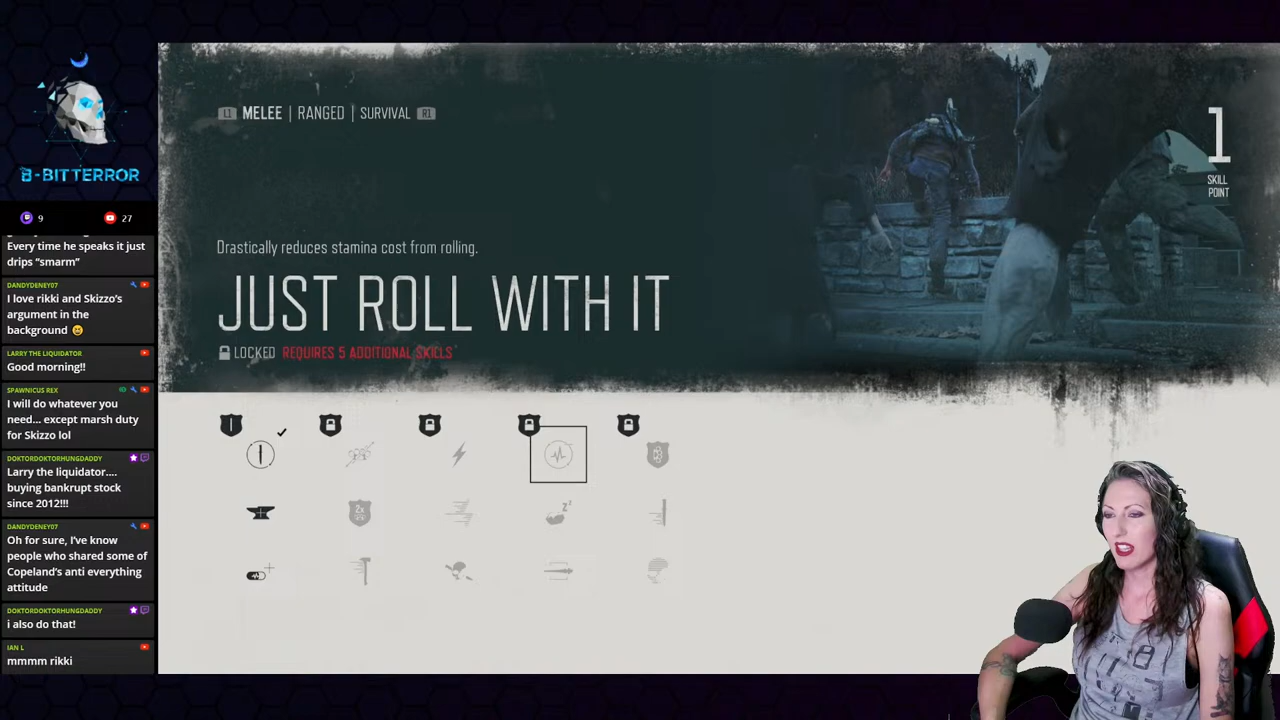 8-BITTERROR
9
27
Every time he speaks it just
drips “smarm”
DANDYDENEY07
I love rikki and Skizzo’s
argument in the
background
LARRY THE LIQUIDATOR
Good morning!!
SPAWNICUS REX
I will do whatever you
need... except marsh duty
for Skizzo lol
DOKTORDOKTORHUNGDADDY
Larry the liquidator....
buying bankrupt stock
since 2012!!!
DANDYDENEY07
Oh for sure, I’ve know
people who shared some of
Copeland’s anti everything
attitude
DOKTORDOKTORHUNGDADDY
i also do that!
IAN L
mmmm rikki
L1 MELEE | RANGED | SURVIVAL R1
1
SKILL
POINT
Drastically reduces stamina cost from rolling.
JUST ROLL WITH IT
LOCKED REQUIRES 5 ADDITIONAL SKILLS
2x
zz